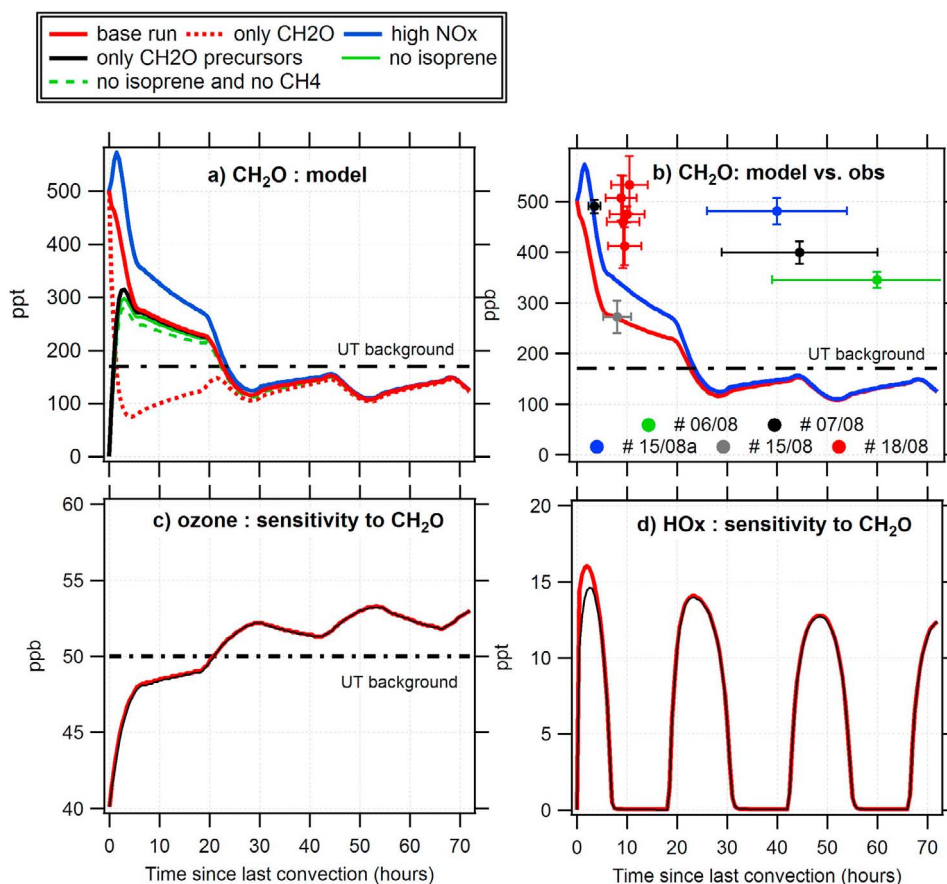 base run only CH2O high NOx
only CH2O precursors no isoprene
no isoprene and no CH4
a) CH2O : model
500
400
300
200
100
0
ppt
UT background
b) CH2O: model vs. obs
500
400
300
200
100
0
ppb
UT background
# 06/08 # 07/08
# 15/08a # 15/08 # 18/08
c) ozone : sensitivity to CH2O
60
55
50
45
40
ppb
UT background
0 10 20 30 40 50 60 70
Time since last convection (hours)
d) HOx : sensitivity to CH2O
20
15
10
5
0
ppt
0 10 20 30 40 50 60 70
Time since last convection (hours)